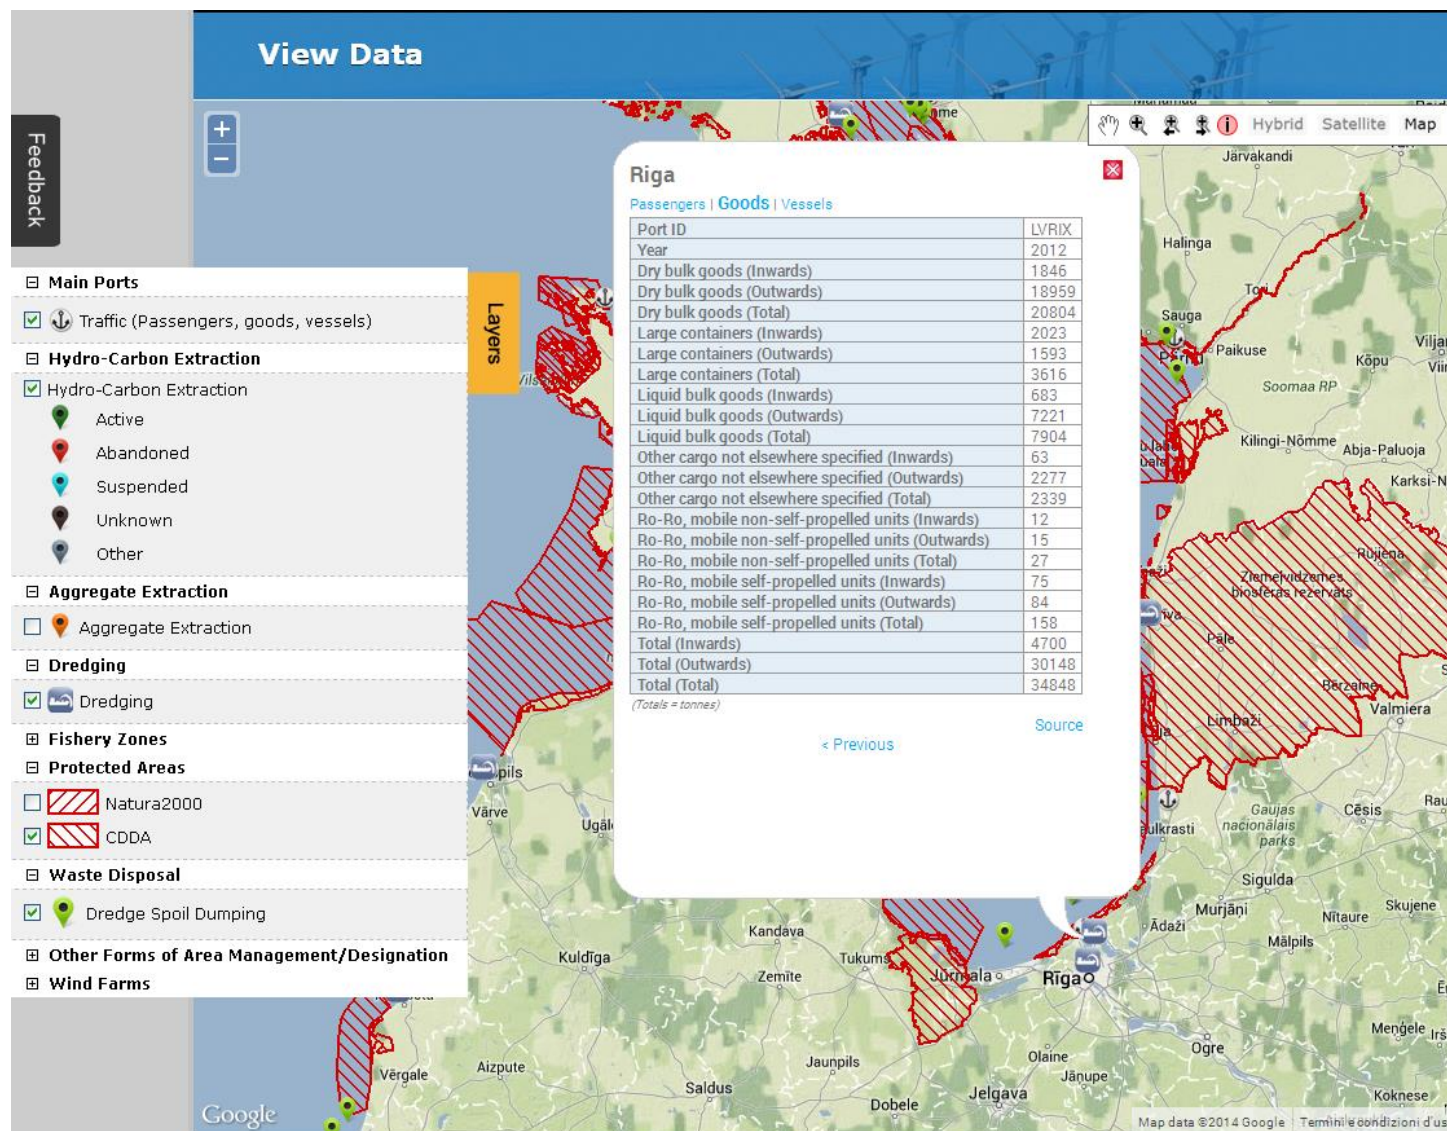 View Data
Feedback
+
−
Hybrid Satellite Map
Main Ports
Traffic (Passengers, goods, vessels)
Hydro-Carbon Extraction
Hydro-Carbon Extraction
Active
Abandoned
Suspended
Unknown
Other
Aggregate Extraction
Aggregate Extraction
Dredging
Dredging
Fishery Zones
Protected Areas
Natura2000
CDDA
Waste Disposal
Dredge Spoil Dumping
Other Forms of Area Management/Designation
Wind Farms
Layers
Riga
Passengers | Goods | Vessels
Port ID LVRIX
Year 2012
Dry bulk goods (Inwards) 1846
Dry bulk goods (Outwards) 18959
Dry bulk goods (Total) 20804
Large containers (Inwards) 2023
Large containers (Outwards) 1593
Large containers (Total) 3616
Liquid bulk goods (Inwards) 683
Liquid bulk goods (Outwards) 7221
Liquid bulk goods (Total) 7904
Other cargo not elsewhere specified (Inwards) 63
Other cargo not elsewhere specified (Outwards) 2277
Other cargo not elsewhere specified (Total) 2339
Ro-Ro, mobile non-self-propelled units (Inwards) 12
Ro-Ro, mobile non-self-propelled units (Outwards) 15
Ro-Ro, mobile non-self-propelled units (Total) 27
Ro-Ro, mobile self-propelled units (Inwards) 75
Ro-Ro, mobile self-propelled units (Outwards) 84
Ro-Ro, mobile self-propelled units (Total) 158
Total (Inwards) 4700
Total (Outwards) 30148
Total (Total) 34848
(Totals = tonnes)
Source
< Previous
Järvakandi
Halinga
Tori
Sauga
Paikuse
Kõpu
Soomaa RP
Kilingi-Nõmme
Abja-Paluoja
Karksi-N
Rūjiena
Ziemeļvidzemes
biosfēras rezervāts
Pāle
Bērzaine
Valmiera
Limbaži
Gaujas
nacionālais
parks
Cēsis
Sigulda
Murjāņi
Nītaure
Skujene
Ādaži
Mālpils
Värve
Kandava
Kuldīga
Tukums
Zemīte
Jūrmala
Rīga
Menģele
Ogre
Olaine
Jaunpils
Jāņupe
Vērgale
Aizpute
Saldus
Jelgava
Dobele
Koknese
Google
Map data ©2014 Google